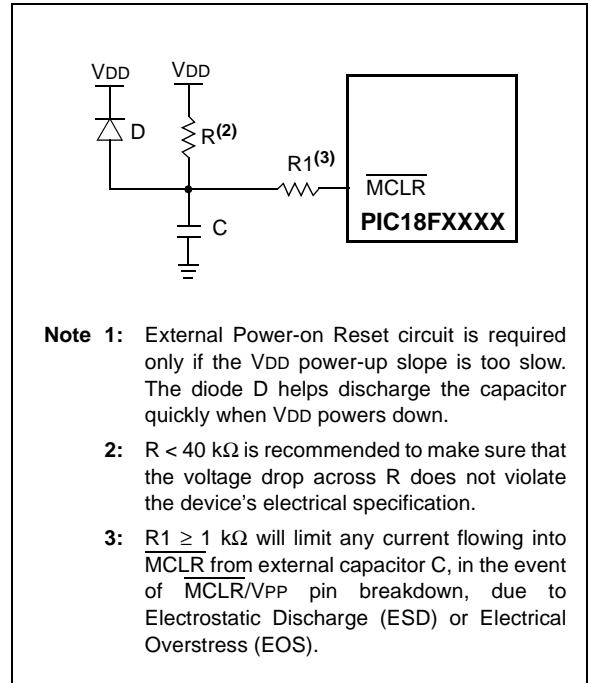 VDD VDD
D R(2)
R1(3)
MCLR
PIC18FXXXX
C
Note 1: External Power-on Reset circuit is required
only if the VDD power-up slope is too slow.
The diode D helps discharge the capacitor
quickly when VDD powers down.
2: R < 40 kΩ is recommended to make sure that
the voltage drop across R does not violate
the device's electrical specification.
3: R1 ≥ 1 kΩ will limit any current flowing into
MCLR from external capacitor C, in the event
of MCLR/VPP pin breakdown, due to
Electrostatic Discharge (ESD) or Electrical
Overstress (EOS).